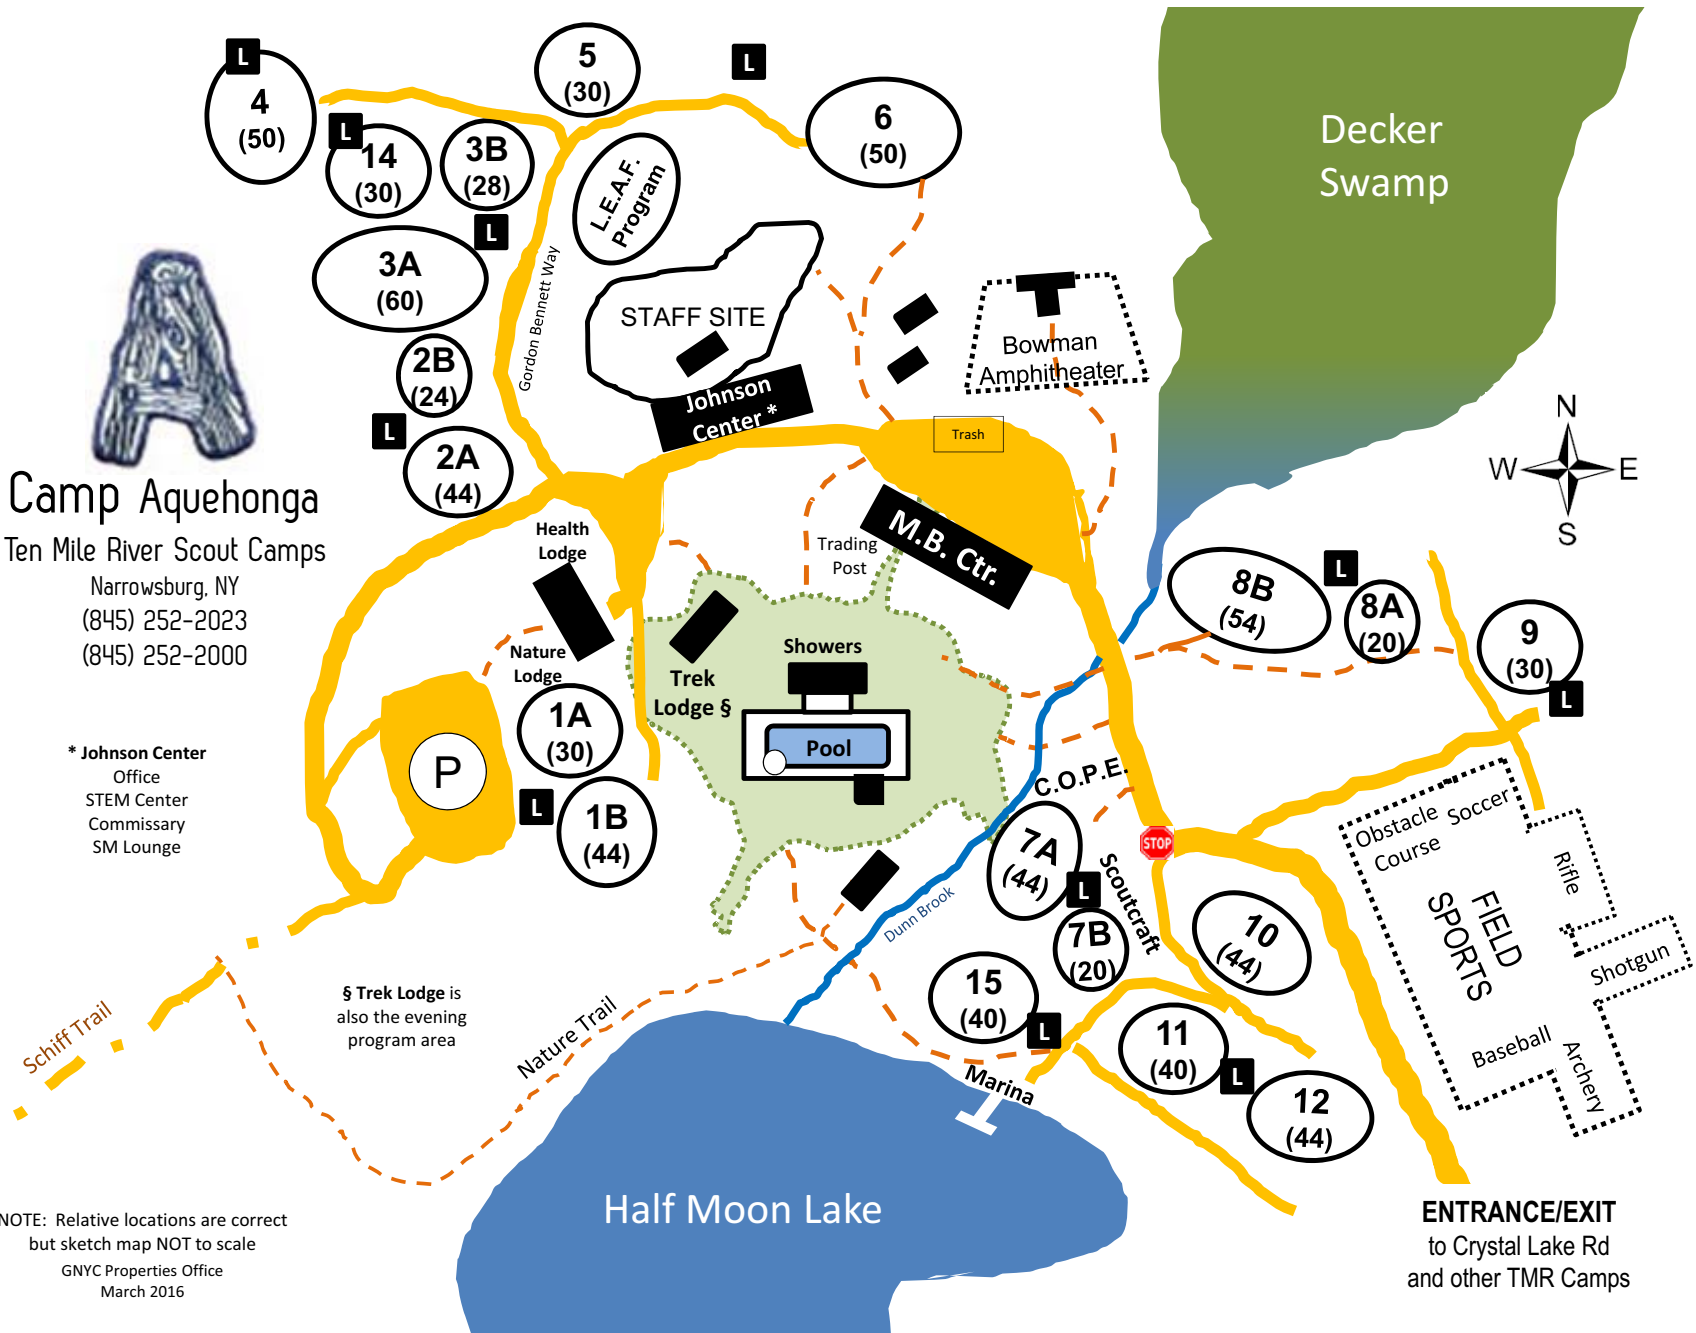 L
5
(30)
L
4
(50)
6
(50)
Decker
Swamp
L
14
(30)
3B
(28)
L.E.A.F.
Program
L
3A
(60)
Gordon Bennett Way
STAFF SITE
Bowman
Amphitheater
2B
(24)
Johnson
Center *
L
2A
(44)
Trash
N
W
E
S
Camp Aquehonga
Ten Mile River Scout Camps
Narrowsburg, NY
(845) 252-2023
(845) 252-2000
Health
Lodge
Trading
Post
M.B. Ctr.
8B
(54)
L
8A
(20)
9
(30)
L
Nature
Lodge
Showers
Trek
Lodge §
1A
(30)
Pool
P
* Johnson Center
Office
STEM Center
Commissary
SM Lounge
L
1B
(44)
C.O.P.E.
7A
(44)
L
STOP
Scoutcraft
Obstacle
Course
Soccer
Rifle
FIELD
SPORTS
Shotgun
Baseball
Archery
Dunn Brook
7B
(20)
10
(44)
15
(40)
L
11
(40)
L
12
(44)
Schiff Trail
§ Trek Lodge is
also the evening
program area
Nature Trail
Marina
Half Moon Lake
NOTE: Relative locations are correct
but sketch map NOT to scale
GNYC Properties Office
March 2016
ENTRANCE/EXIT
to Crystal Lake Rd
and other TMR Camps